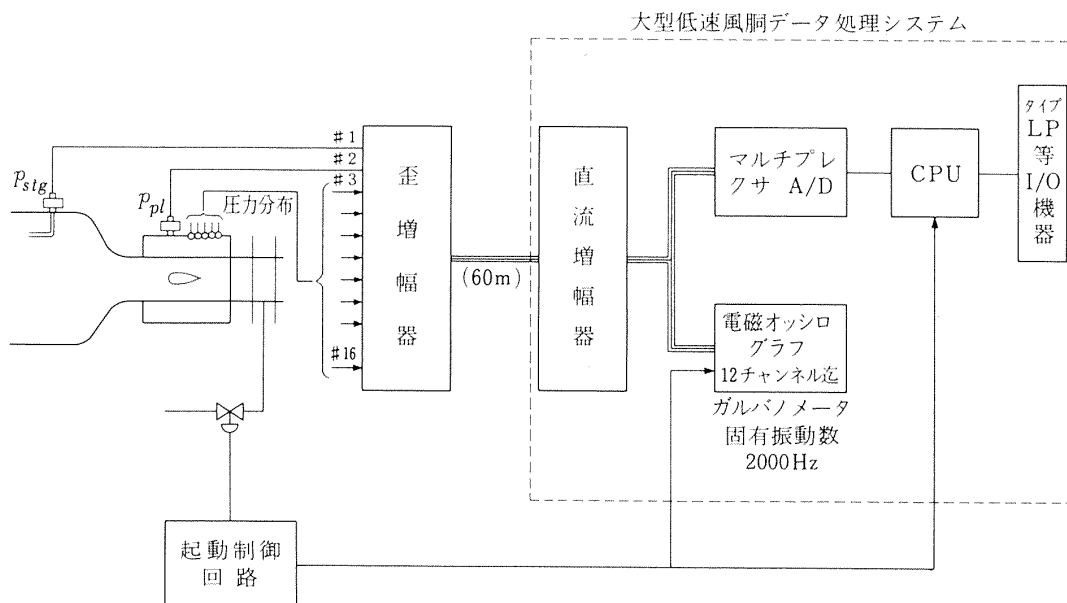 大型低速風胴データ処理システム
#1
#2
#3
#16
p_stg
p_pl
圧力分布
歪増幅器
(60m)
直流増幅器
マルチプレ
クサ A/D
CPU
タイプ
LP
等
I/O
機
器
電磁オッシロ
グラフ
12チャンネル迄
ガルバノメータ
固有振動数
2000Hz
起動制御
回路